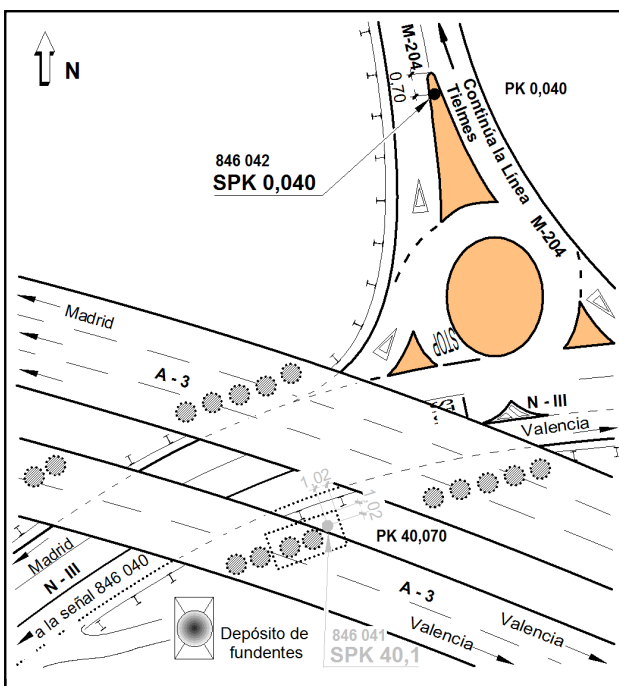 N
M-204
0,70
Continúa la Línea
Tielmes
PK 0,040
846 042
SPK 0,040
M-204
Madrid
STOP
A - 3
N - III
Valencia
1,02
1,02
PK 40,070
Madrid
N - III
a la señal 846 040
A - 3
Depósito de
fundentes
846 041
SPK 40,1
Valencia
Valencia